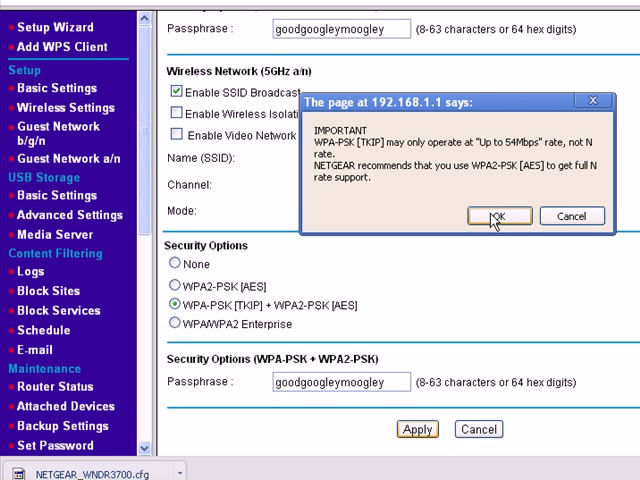 Setup Wizard
Add WPS Client
Setup
Basic Settings
Wireless Settings
Guest Network
b/g/n
Guest Network a/n
USB Storage
Basic Settings
Advanced Settings
Media Server
Content Filtering
Logs
Block Sites
Block Services
Schedule
E-mail
Maintenance
Router Status
Attached Devices
Backup Settings
Set Password
Passphrase : goodgoogleymoogley (8-63 characters or 64 hex digits)
Wireless Network (5GHz a/n)
Enable SSID Broadcast
Enable Wireless
Enable Video Network
Name (SSID):
Channel:
Mode:
The page at 192.168.1.1 says:
IMPORTANT
WPA-PSK [TKIP] may only operate at "Up to 54Mbps" rate, not N
rate.
NETGEAR recommends that you use WPA2-PSK [AES] to get full N
rate support.
OK Cancel
Security Options
None
WPA2-PSK [AES]
WPA-PSK [TKIP] + WPA2-PSK [AES]
WPA/WPA2 Enterprise
Security Options (WPA-PSK + WPA2-PSK)
Passphrase : goodgoogleymoogley (8-63 characters or 64 hex digits)
Apply Cancel
NETGEAR_WNDR3700.cfg